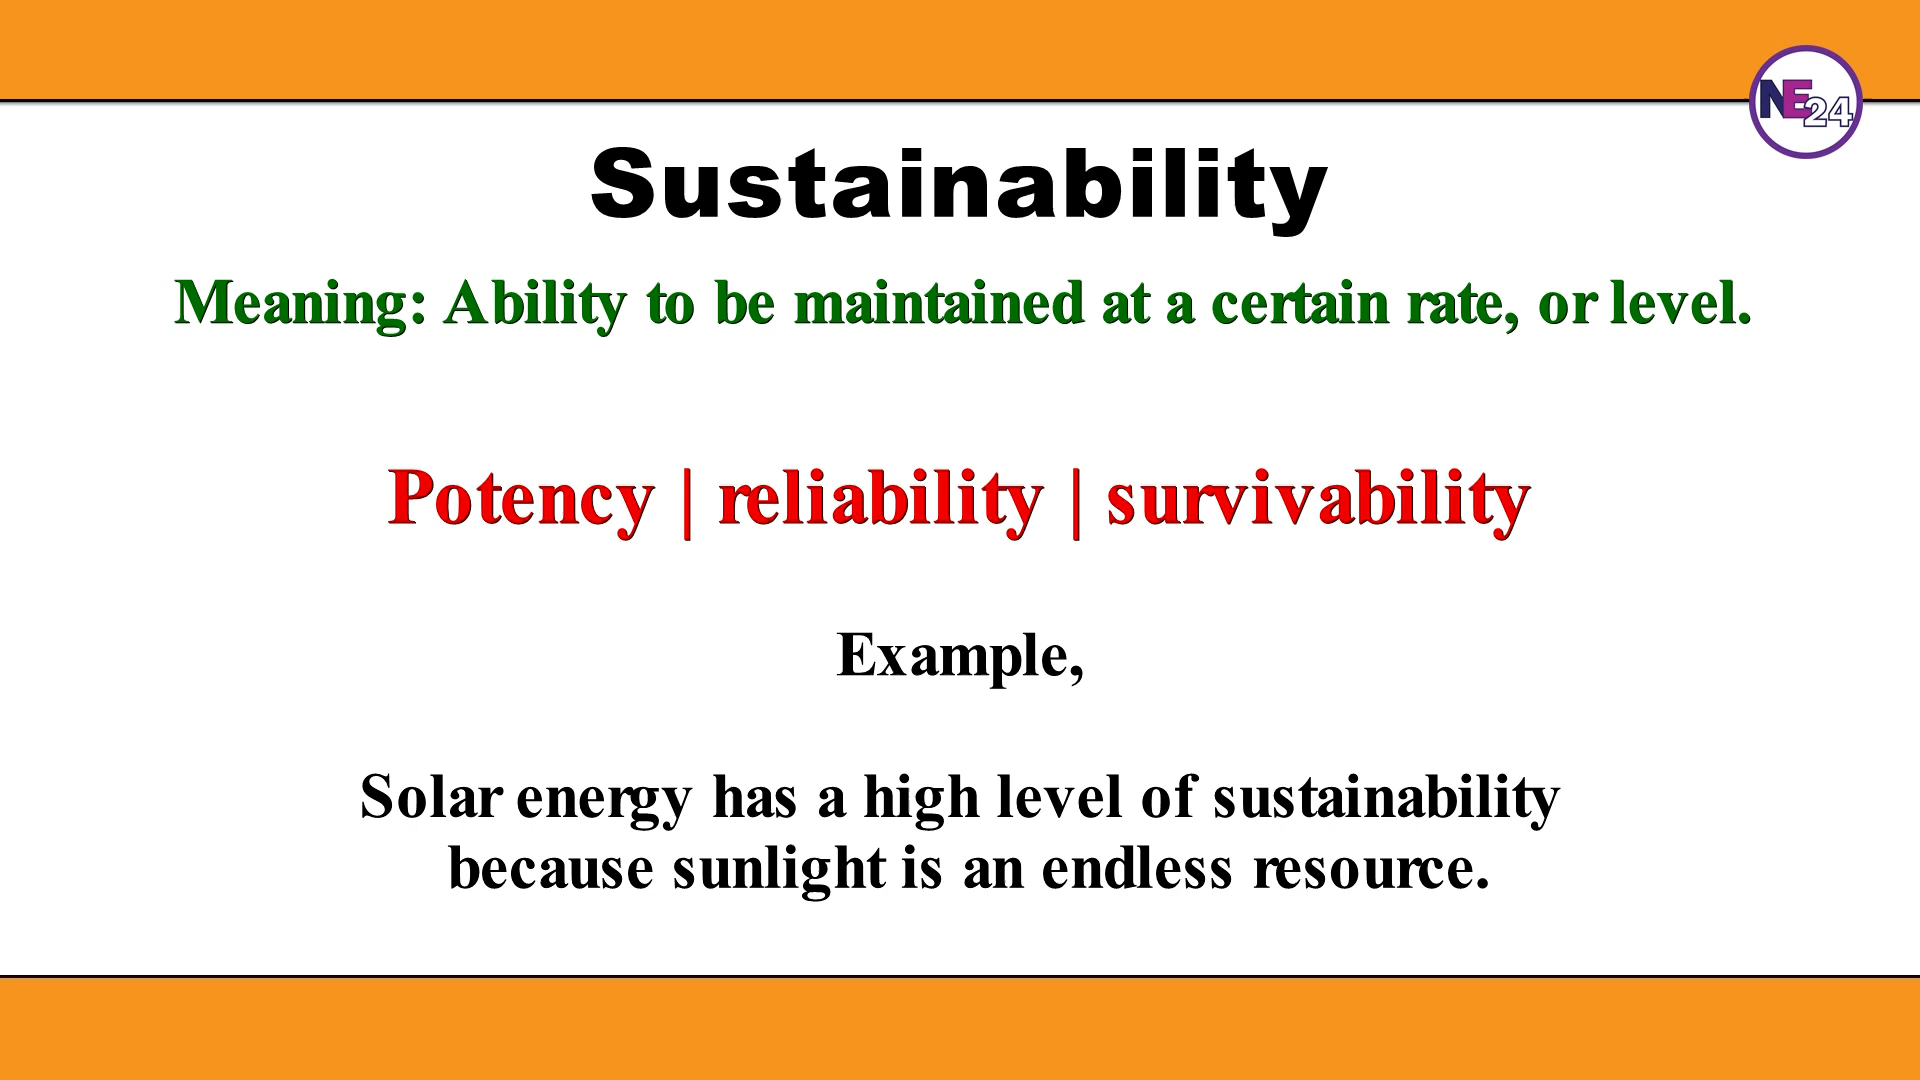 NE24
Sustainability
Meaning: Ability to be maintained at a certain rate, or level.
Potency | reliability | survivability
Example,
Solar energy has a high level of sustainability
because sunlight is an endless resource.